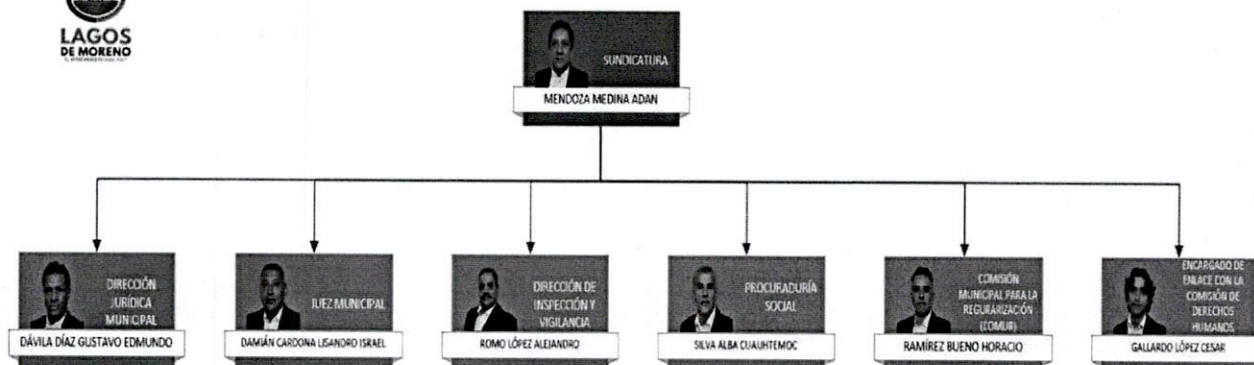 LAGOS
DE MORENO
SUNDICATURA
MENDOZA MEDINA ADAN
DIRECCIÓN
JURÍDICA
MUNICIPAL
DÁVILA DÍAZ GUSTAVO EDMUNDO
JUEZ MUNICIPAL
DAMIÁN CARDONA LISANDRO ISRAEL
DIRECCIÓN DE
INSPECCIÓN Y
VIGILANCIA
ROMO LÓPEZ ALEJANDRO
PROCURADURÍA
SOCIAL
SILVA ALBA CUAUHTEMOC
COMISIÓN
MUNICIPAL PARA LA
REGURARIZACIÓN
(COMUR)
RAMÍREZ BUENO HORACIO
ENCARGADO DE
ENLACE CON LA
COMISIÓN DE
DERECHOS
HUMANOS
GALLARDO LÓPEZ CESAR